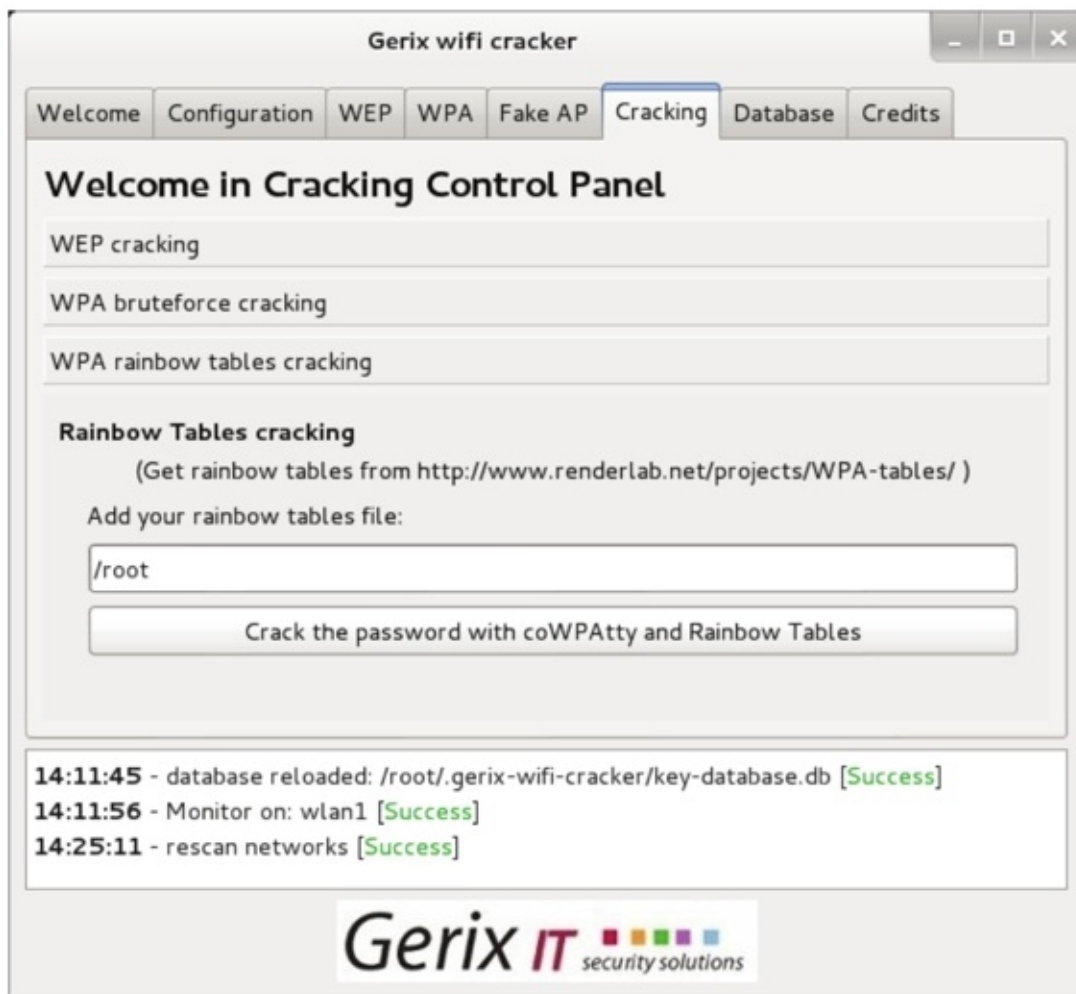 Gerix wifi cracker
Welcome Configuration WEP WPA Fake AP Cracking Database Credits
Welcome in Cracking Control Panel
WEP cracking
WPA bruteforce cracking
WPA rainbow tables cracking
Rainbow Tables cracking
(Get rainbow tables from http://www.renderlab.net/projects/WPA-tables/ )
Add your rainbow tables file:
/root
Crack the password with coWPAtty and Rainbow Tables
14:11:45 - database reloaded: /root/.gerix-wifi-cracker/key-database.db [Success]
14:11:56 - Monitor on: wlan1 [Success]
14:25:11 - rescan networks [Success]
Gerix IT security solutions